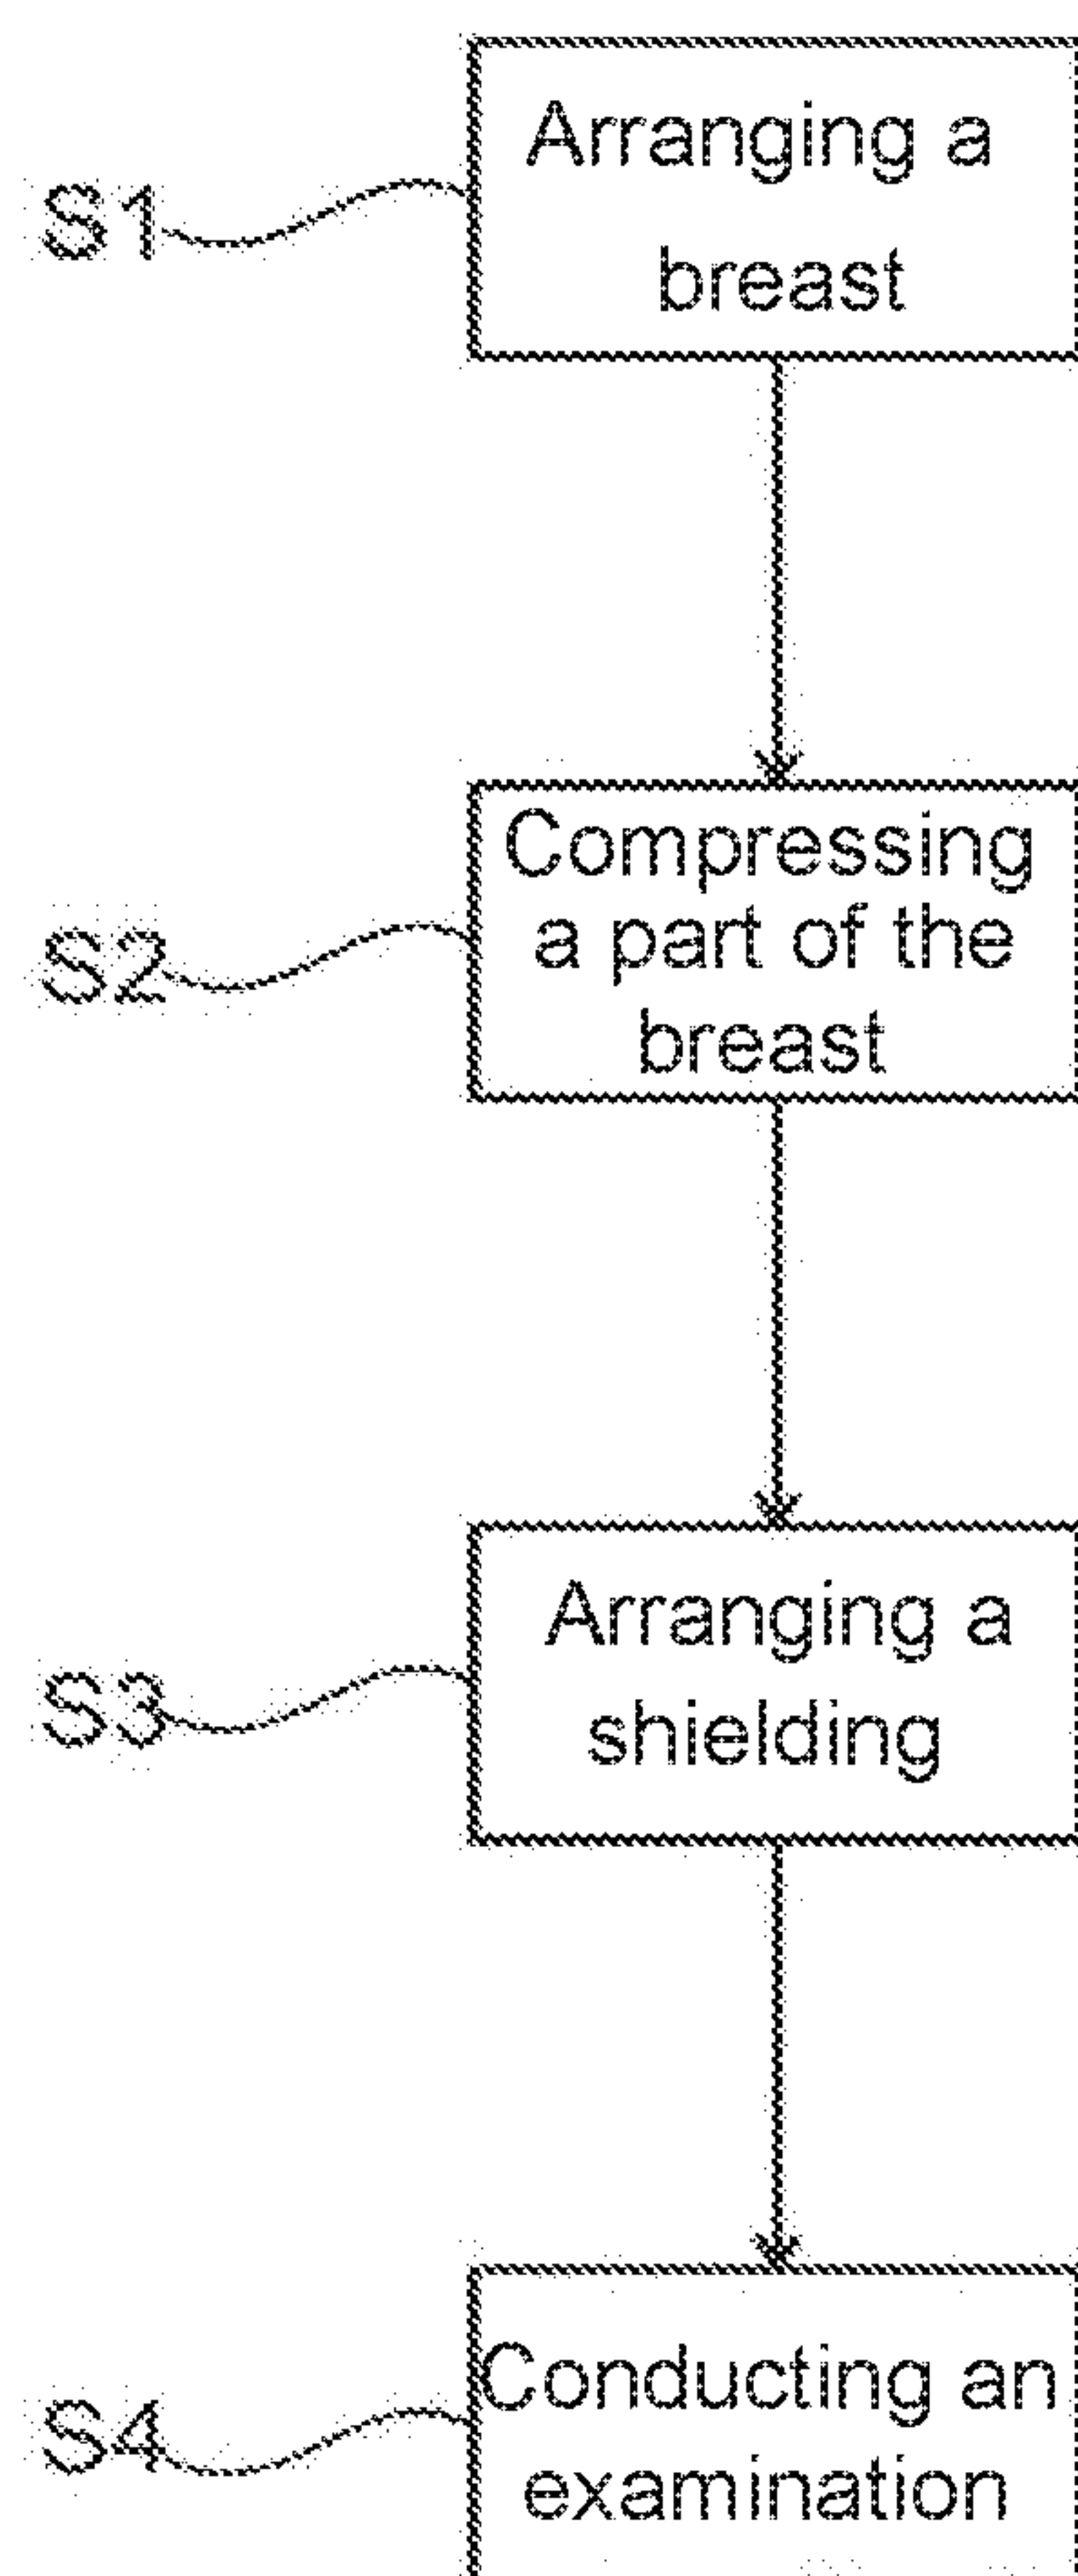 Arranging a
S1
breast
Compressing
a part of the
S2
breast
Arranging a
S3
shielding
Conducting an
S4
examination